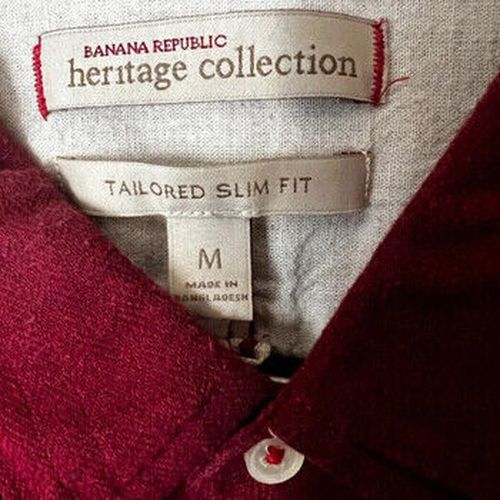 BANANA REPUBLIC
heritage collection
TAILORED SLIM FIT
M
MADE IN
BANGLADESH